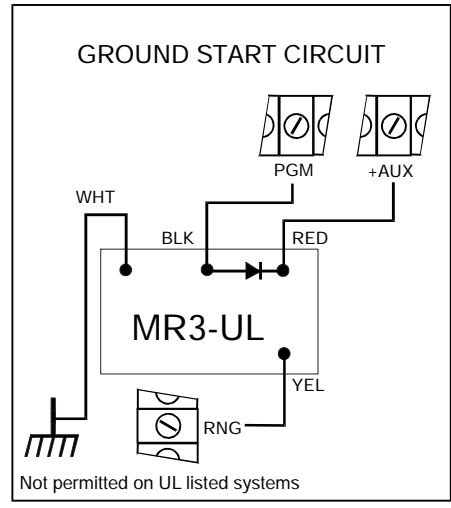 GROUND START CIRCUIT
PGM
+AUX
WHT
BLK
RED
MR3-UL
YEL
RNG
Not permitted on UL listed systems